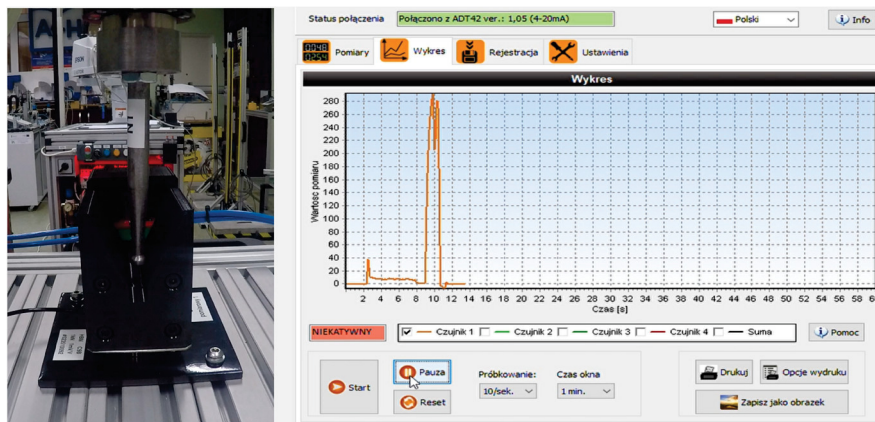 Status połączenia Połączono z ADT42 ver.: 1,05 (4-20mA) Polski Info
Pomiary Wykres Rejestracja Ustawienia
Wykres
Wartosc pomiaru
280
260
240
220
200
180
160
140
120
100
80
60
40
20
0
2 4 6 8 10 12 14 16 18 20 22 24 26 28 30 32 34 36 38 40 42 44 46 48 50 52 54 56 58
Czas [s]
NIEKATYWNY Czujnik 1 Czujnik 2 Czujnik 3 Czujnik 4 Suma Pomoc
Start Pauza Próbkowanie: Czas okna Drukuj Opcje wydruku
Reset 10/sek. 1 min. Zapisz jako obrazek